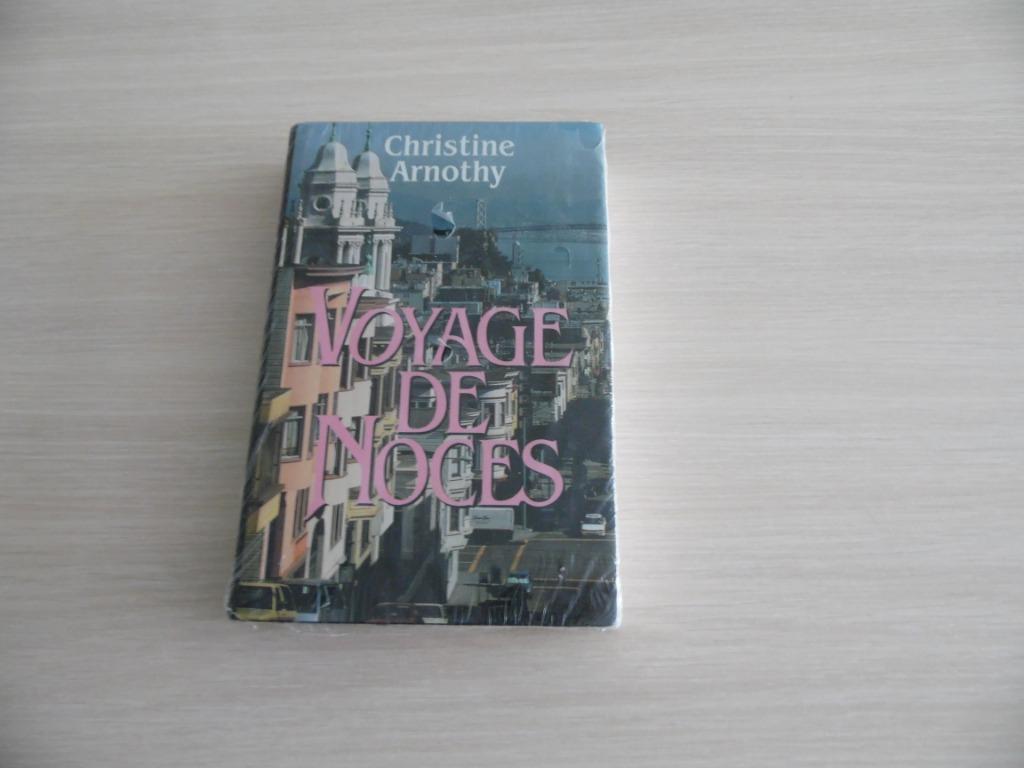 Christine
Arnothy
VOYAGE
DE
NOCES